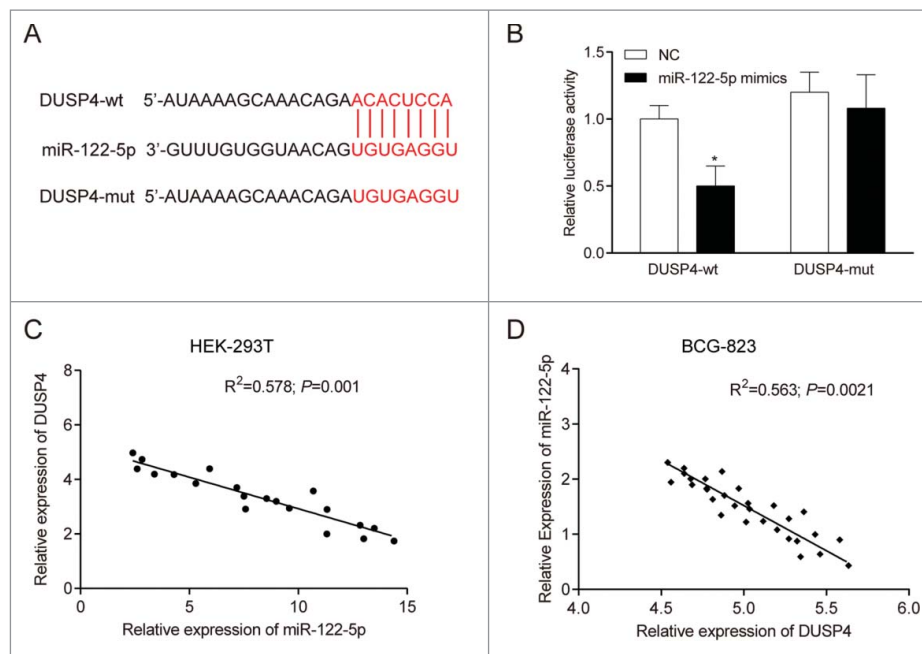 A
DUSP4-wt 5'-AUAAAAGCAAACAGAACACUCCA
miR-122-5p 3'-GUUUGUGGUAACAGUGUGAGGU
DUSP4-mut 5'-AUAAAAGCAAACAGAUGUGAGGU
B
NC
miR-122-5p mimics
Relative luciferase activity
1.5
1.0
0.5
0.0
*
DUSP4-wt DUSP4-mut
C
HEK-293T
R²=0.578; P=0.001
Relative expression of DUSP4
8
6
4
2
0
0 5 10 15
Relative expression of miR-122-5p
D
BCG-823
R²=0.563; P=0.0021
Relative Expression of miR-122-5p
4
3
2
1
0
4.0 4.5 5.0 5.5 6.0
Relative expression of DUSP4